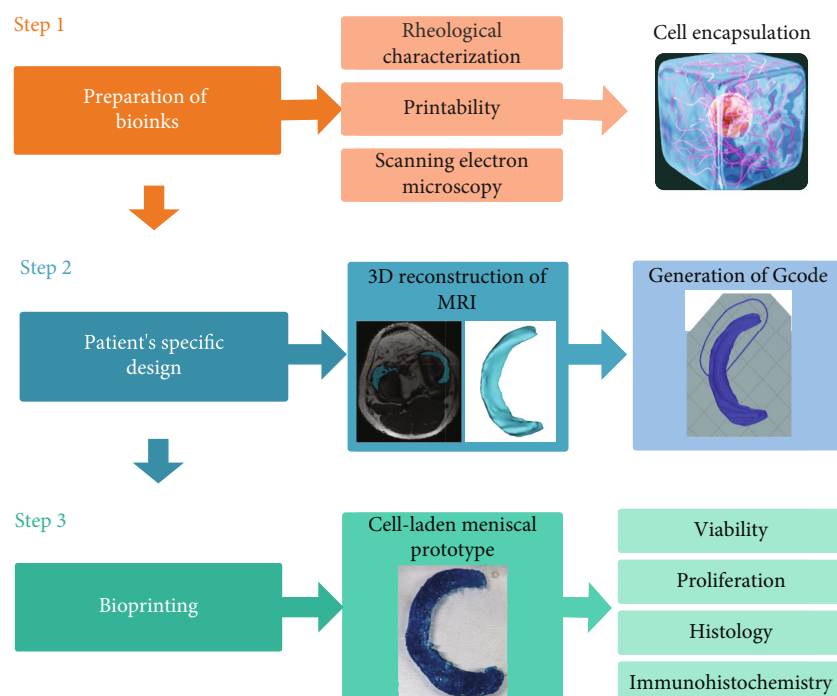 Step 1
Preparation of
bioinks
Rheological
characterization
Printability
Scanning electron
microscopy
Cell encapsulation
Step 2
Patient's specific
design
3D reconstruction of
MRI
Generation of Gcode
Step 3
Bioprinting
Cell-laden meniscal
prototype
Viability
Proliferation
Histology
Immunohistochemistry